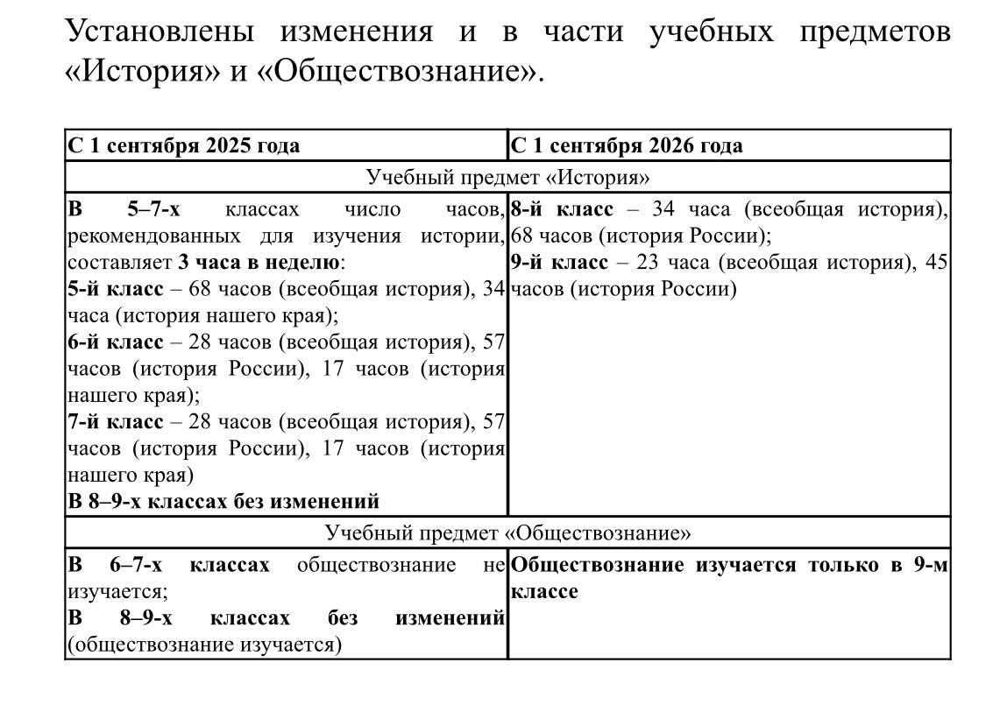 Установлены изменения и в части учебных предметов
«История» и «Обществознание».
С 1 сентября 2025 года
С 1 сентября 2026 года
Учебный предмет «История»
В 5–7-х классах число часов,
рекомендованных для изучения истории,
составляет 3 часа в неделю:
5-й класс – 68 часов (всеобщая история), 34
часа (история нашего края);
6-й класс – 28 часов (всеобщая история), 57
часов (история России), 17 часов (история
нашего края);
7-й класс – 28 часов (всеобщая история), 57
часов (история России), 17 часов (история
нашего края)
В 8–9-х классах без изменений
8-й класс – 34 часа (всеобщая история),
68 часов (история России);
9-й класс – 23 часа (всеобщая история), 45
часов (история России)
Учебный предмет «Обществознание»
В 6–7-х классах обществознание не
изучается;
В 8–9-х классах без изменений
(обществознание изучается)
Обществознание изучается только в 9-м
классе